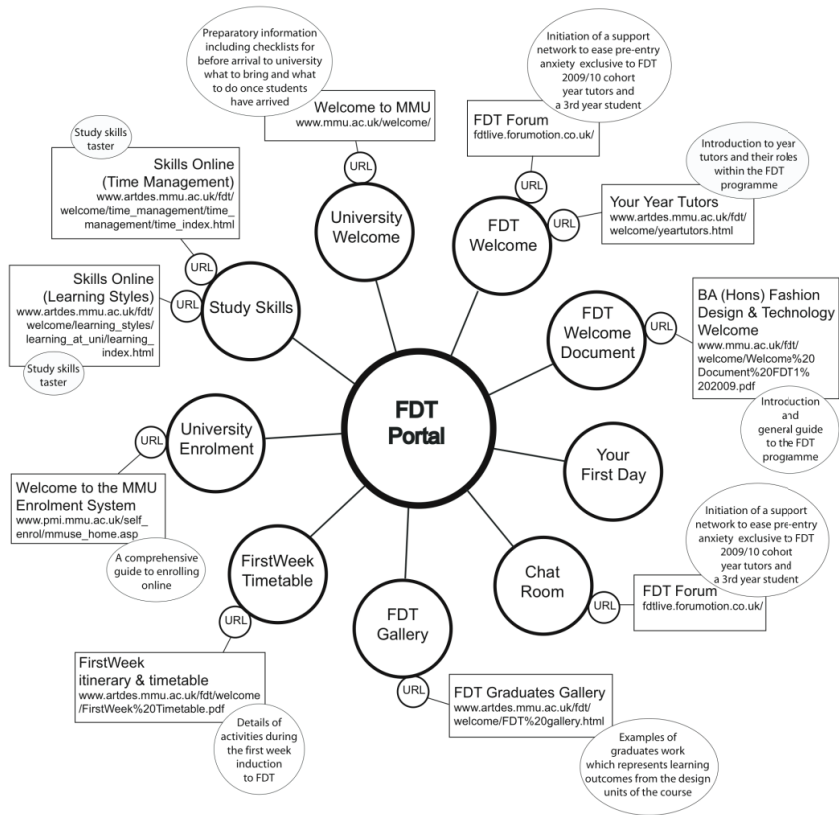 Preparatory information
including checklists for
before arrival to university
what to bring and what
to do once students
have arrived
Welcome to MMU
www.mmu.ac.uk/welcome/
URL
University
Welcome
Initiation of a support
network to ease pre-entry
anxiety exclusive to FDT
2009/10 cohort
year tutors and
a 3rd year student
FDT Forum
fdtlive.forumotion.co.uk/
URL
FDT
Welcome
Introduction to year
tutors and their roles
within the FDT
programme
Your Year Tutors
www.artdes.mmu.ac.uk/fdt/
welcome/yeartutors.html
URL
Study skills
taster
Skills Online
(Time Management)
www.artdes.mmu.ac.uk/fdt/
welcome/time_management/time_
management/time_index.html
URL
Skills Online
(Learning Styles)
www.artdes.mmu.ac.uk/fdt/
welcome/learning_styles/
learning_at_uni/learning_
index.html
URL
Study skills
taster
Study Skills
FDT
Welcome
Document
URL
BA (Hons) Fashion
Design & Technology
Welcome
www.mmu.ac.uk/fdt/
welcome/Welcome%20
Document%20FDT1%
202009.pdf
Introduction
and
general guide
to the FDT
programme
FDT
Portal
University
Enrolment
URL
Welcome to the MMU
Enrolment System
www.pmi.mmu.ac.uk/self_
enrol/mmuse_home.asp
A comprehensive
guide to enrolling
online
Your
First Day
Initiation of a support
network to ease pre-entry
anxiety exclusive to FDT
2009/10 cohort
year tutors and
a 3rd year student
Chat
Room
URL
FDT Forum
fdtlive.forumotion.co.uk/
FirstWeek
Timetable
URL
FirstWeek
itinerary & timetable
www.artdes.mmu.ac.uk/fdt/welcome
/FirstWeek%20Timetable.pdf
Details of
activities during
the first week
induction
to FDT
FDT
Gallery
URL
FDT Graduates Gallery
www.artdes.mmu.ac.uk/fdt/
welcome/FDT%20gallery.html
Examples of
graduates work
which represents learning
outcomes from the design
units of the course